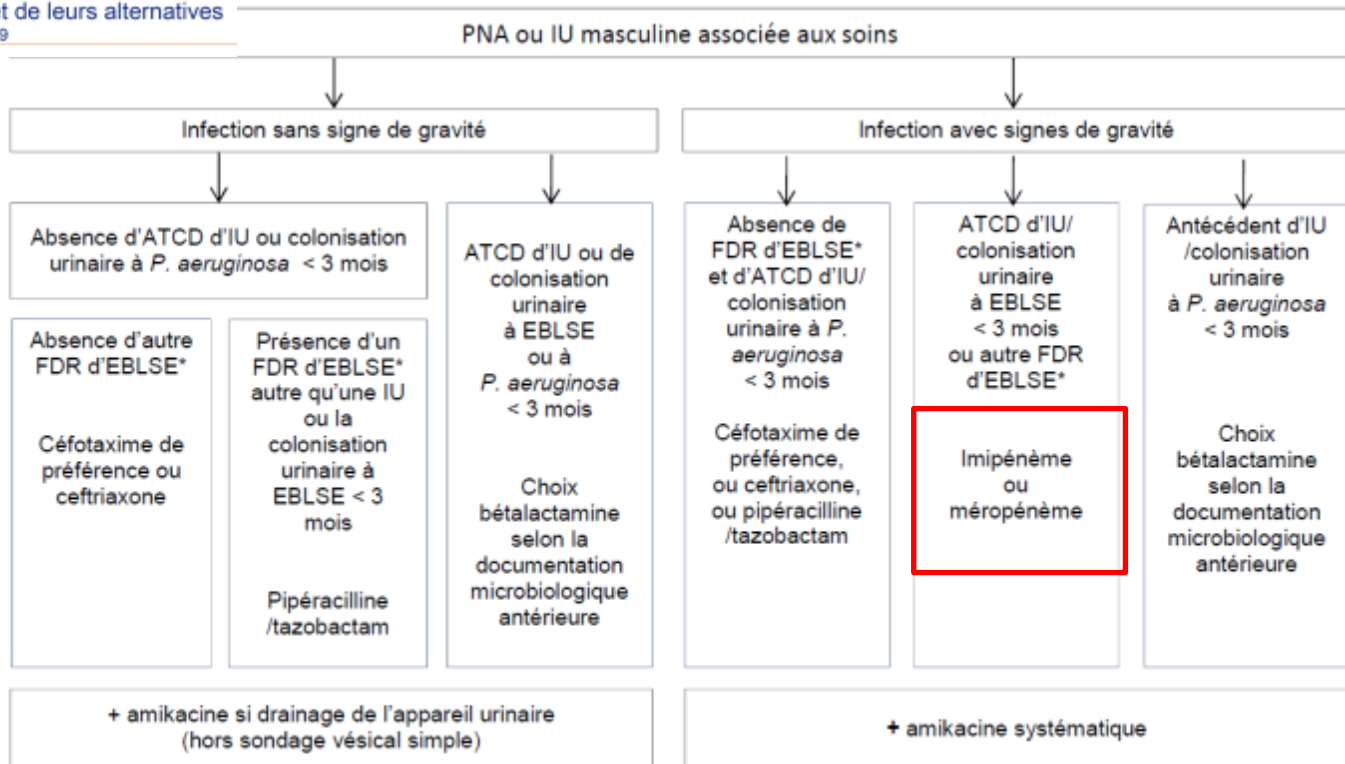 et de leurs alternatives
9
PNA ou IU masculine associée aux soins
Infection sans signe de gravité
Infection avec signes de gravité
Absence d'ATCD d'IU ou colonisation
urinaire à P. aeruginosa < 3 mois
Absence d'autre
FDR d'EBLSE*
Céfotaxime de
préférence ou
ceftriaxone
Présence d'un
FDR d'EBLSE*
autre qu'une IU
ou la
colonisation
urinaire à
EBLSE < 3
mois
Pipéracilline
/tazobactam
ATCD d'IU ou de
colonisation
urinaire
à EBLSE
ou à
P. aeruginosa
< 3 mois
Choix
bétalactamine
selon la
documentation
microbiologique
antérieure
Absence de
FDR d'EBLSE*
et d'ATCD d'IU/
colonisation
urinaire à P.
aeruginosa
< 3 mois
Céfotaxime de
préférence,
ou ceftriaxone,
ou pipéracilline
/tazobactam
ATCD d'IU/
colonisation
urinaire
à EBLSE
< 3 mois
ou autre FDR
d'EBLSE*
Imipénème
ou
méropénème
Antécédent d'IU
/colonisation
urinaire
à P. aeruginosa
< 3 mois
Choix
bétalactamine
selon la
documentation
microbiologique
antérieure
+ amikacine si drainage de l'appareil urinaire
(hors sondage vésical simple)
+ amikacine systématique